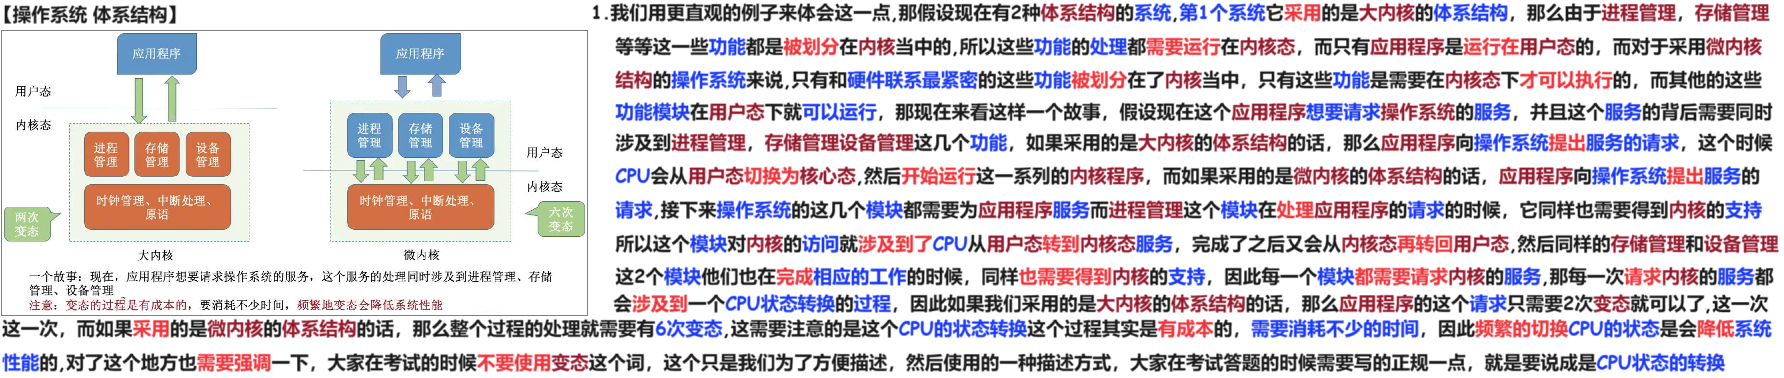 【操作系统 体系结构】
应用程序
用户态
内核态
进程
管理
存储
管理
设备
管理
时钟管理、中断处理、
原语
两次
变态
大内核
应用程序
进程
管理
存储
管理
设备
管理
用户态
内核态
时钟管理、中断处理、
原语
六次
变态
微内核
一个故事：现在，应用程序想要请求操作系统的服务，这个服务的处理同时涉及到进程管理、存储
管理、设备管理
注意：变态的过程是有成本的，要消耗不少时间，频繁地变态会降低系统性能
1.我们用更直观的例子来体会这一点,那假设现在有2种体系结构的系统,第1个系统它采用的是大内核的体系结构，那么由于进程管理，存储管理
等等这一些功能都是被划分在内核当中的,所以这些功能的处理都需要运行在内核态，而只有应用程序是运行在用户态的，而对于采用微内核
结构的操作系统来说,只有和硬件联系最紧密的这些功能被划分在了内核当中，只有这些功能是需要在内核态下才可以执行的，而其他的这些
功能模块在用户态下就可以运行，那现在来看这样一个故事，假设现在这个应用程序想要请求操作系统的服务，并且这个服务的背后需要同时
涉及到进程管理，存储管理设备管理这几个功能，如果采用的是大内核的体系结构的话，那么应用程序向操作系统提出服务的请求，这个时候
CPU会从用户态切换为核心态,然后开始运行这一系列的内核程序，而如果采用的是微内核的体系结构的话，应用程序向操作系统提出服务的
请求,接下来操作系统的这几个模块都需要为应用程序服务而进程管理这个模块在处理应用程序的请求的时候，它同样也需要得到内核的支持
所以这个模块对内核的访问就涉及到了CPU从用户态转到内核态服务，完成了之后又会从内核态再转回用户态,然后同样的存储管理和设备管理
这2个模块他们也在完成相应的工作的时候，同样也需要得到内核的支持，因此每一个模块都需要请求内核的服务,那每一次请求内核的服务都
会涉及到一个CPU状态转换的过程，因此如果我们采用的是大内核的体系结构的话，那么应用程序的这个请求只需要2次变态就可以了,这一次
这一次，而如果采用的是微内核的体系结构的话，那么整个过程的处理就需要有6次变态,这需要注意的是这个CPU的状态转换这个过程其实是有成本的，需要消耗不少的时间，因此频繁的切换CPU的状态是会降低系统
性能的,对了这个地方也需要强调一下，大家在考试的时候不要使用变态这个词，这个只是我们为了方便描述，然后使用的一种描述方式，大家在考试答题的时候需要写的正规一点，就是要说成是CPU状态的转换